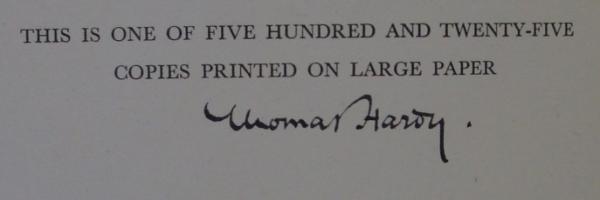 THIS IS ONE OF FIVE HUNDRED AND TWENTY-FIVE
COPIES PRINTED ON LARGE PAPER
Thomas Hardy.